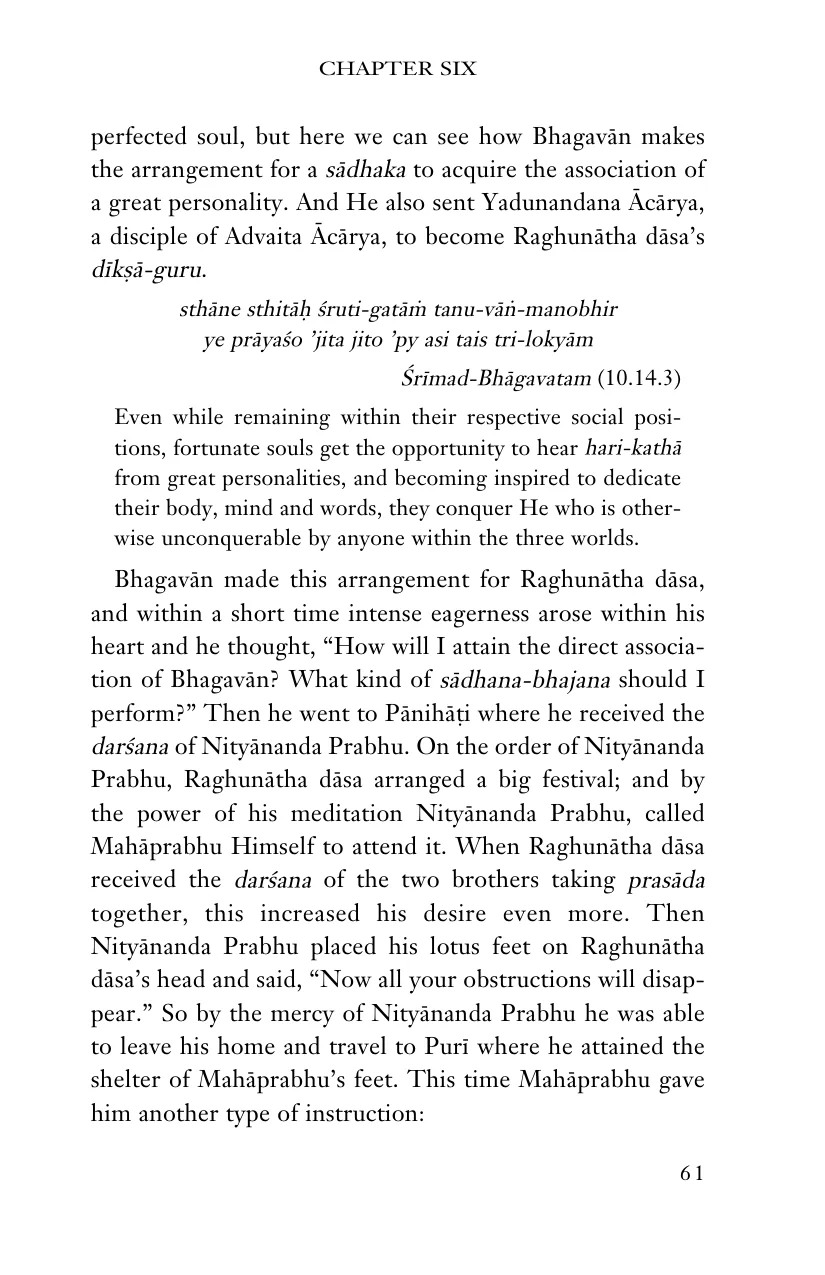 CHAPTER SIX
perfected soul, but here we can see how Bhagavān makes
the arrangement for a sādhaka to acquire the association of
a great personality. And He also sent Yadunandana Ācārya,
a disciple of Advaita Ācārya, to become Raghunātha dāsa’s
dīkṣā-guru.
sthāne sthitāḥ śruti-gatāṁ tanu-vāṅ-manobhir
ye prāyaśo ’jita jito ’py asi tais tri-lokyām
Śrīmad-Bhāgavatam (10.14.3)
Even while remaining within their respective social posi-
tions, fortunate souls get the opportunity to hear hari-kathā
from great personalities, and becoming inspired to dedicate
their body, mind and words, they conquer He who is other-
wise unconquerable by anyone within the three worlds.
Bhagavān made this arrangement for Raghunātha dāsa,
and within a short time intense eagerness arose within his
heart and he thought, “How will I attain the direct associa-
tion of Bhagavān? What kind of sādhana-bhajana should I
perform?” Then he went to Pānihāṭi where he received the
darśana of Nityānanda Prabhu. On the order of Nityānanda
Prabhu, Raghunātha dāsa arranged a big festival; and by
the power of his meditation Nityānanda Prabhu, called
Mahāprabhu Himself to attend it. When Raghunātha dāsa
received the darśana of the two brothers taking prasāda
together, this increased his desire even more. Then
Nityānanda Prabhu placed his lotus feet on Raghunātha
dāsa’s head and said, “Now all your obstructions will disap-
pear.” So by the mercy of Nityānanda Prabhu he was able
to leave his home and travel to Purī where he attained the
shelter of Mahāprabhu’s feet. This time Mahāprabhu gave
him another type of instruction:
61